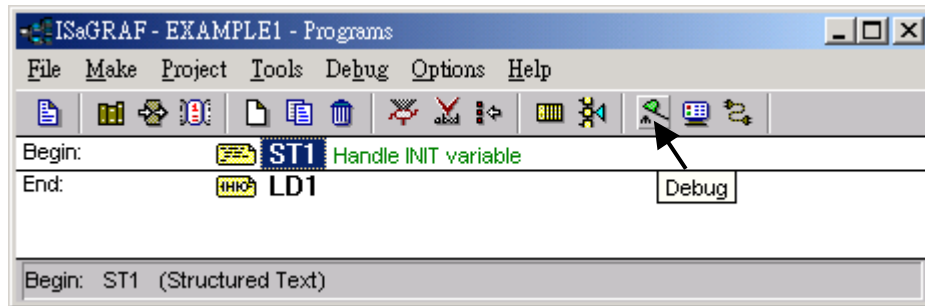 ISaGRAF - EXAMPLE1 - Programs
File Make Project Tools Debug Options Help
Begin: ST1 Handle INIT variable
End: LD1
Debug
Begin: ST1 (Structured Text)